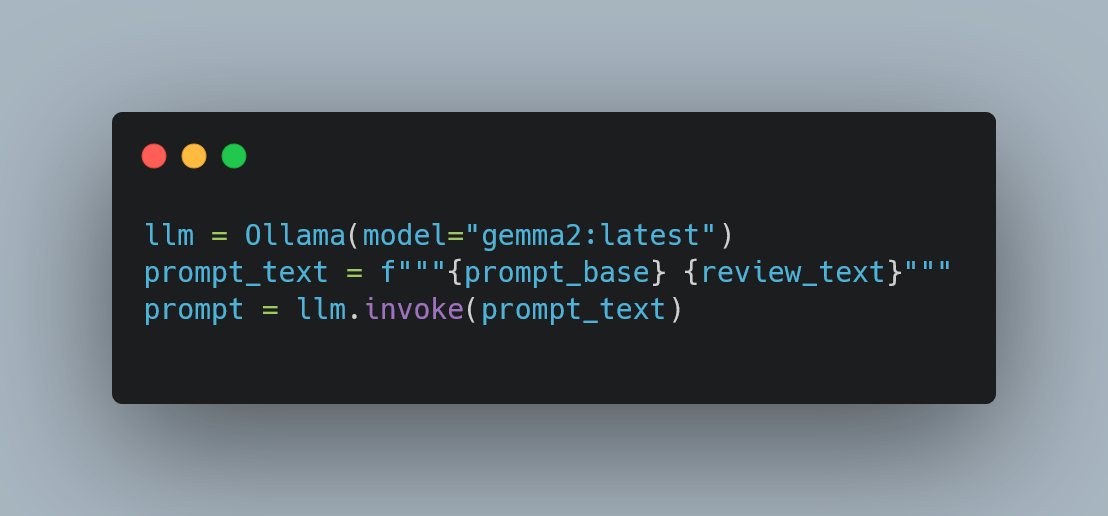 llm = Ollama(model="gemma2:latest")
prompt_text = f"""{prompt_base} {review_text}"""
prompt = llm.invoke(prompt_text)